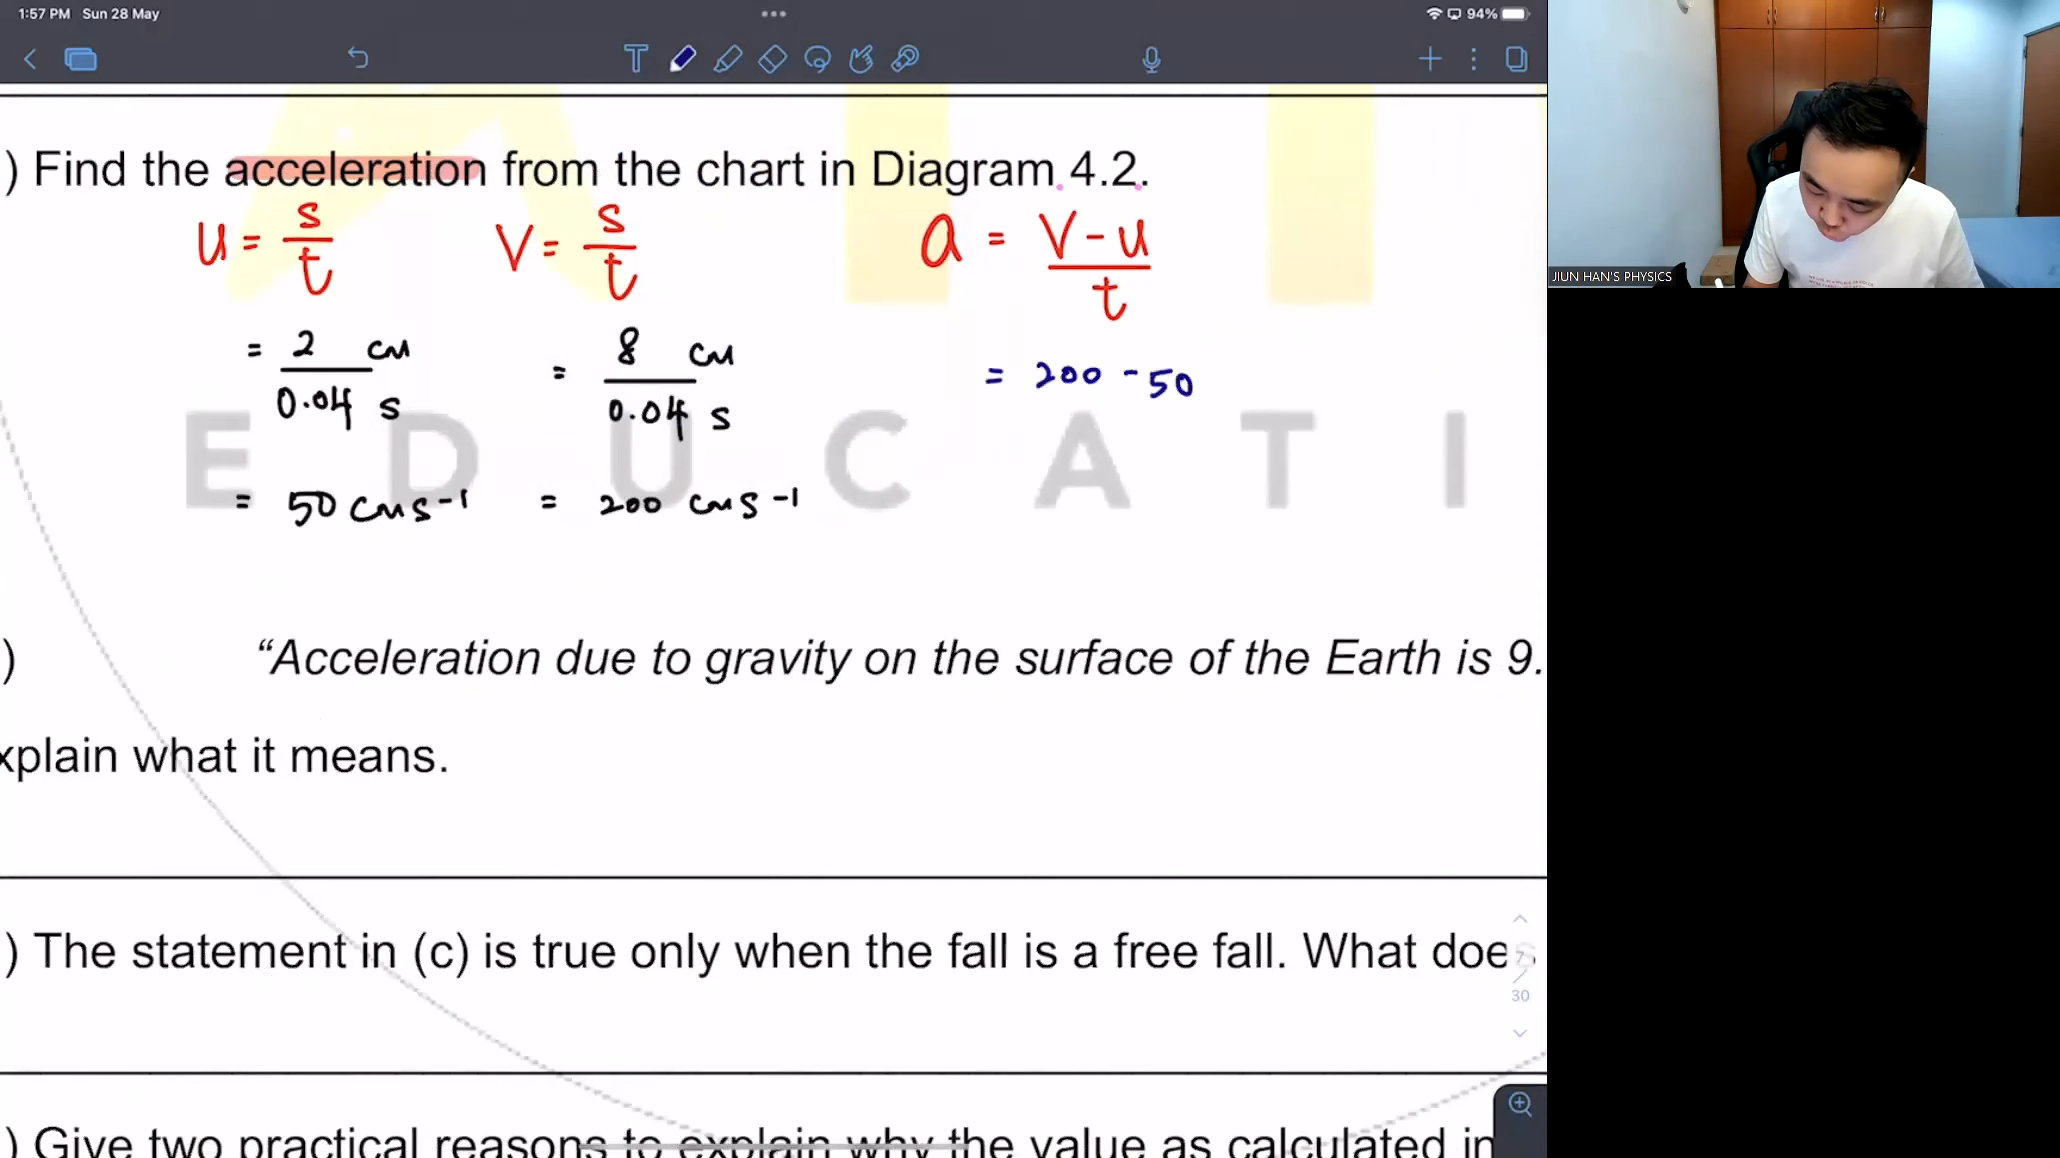 1:57 PM Sun 28 May
94%
) Find the acceleration from the chart in Diagram 4.2.
u = s/t
v = s/t
a = v - u / t
= 2 cm / 0.04 s
= 8 cm / 0.04 s
= 200 - 50
= 50 cms-1
= 200 cms-1
EDUCATI
) "Acceleration due to gravity on the surface of the Earth is 9.
xplain what it means.
) The statement in (c) is true only when the fall is a free fall. What does
30
) Give two practical reasons to explain why the value as calculated in
JIUN HAN'S PHYSICS